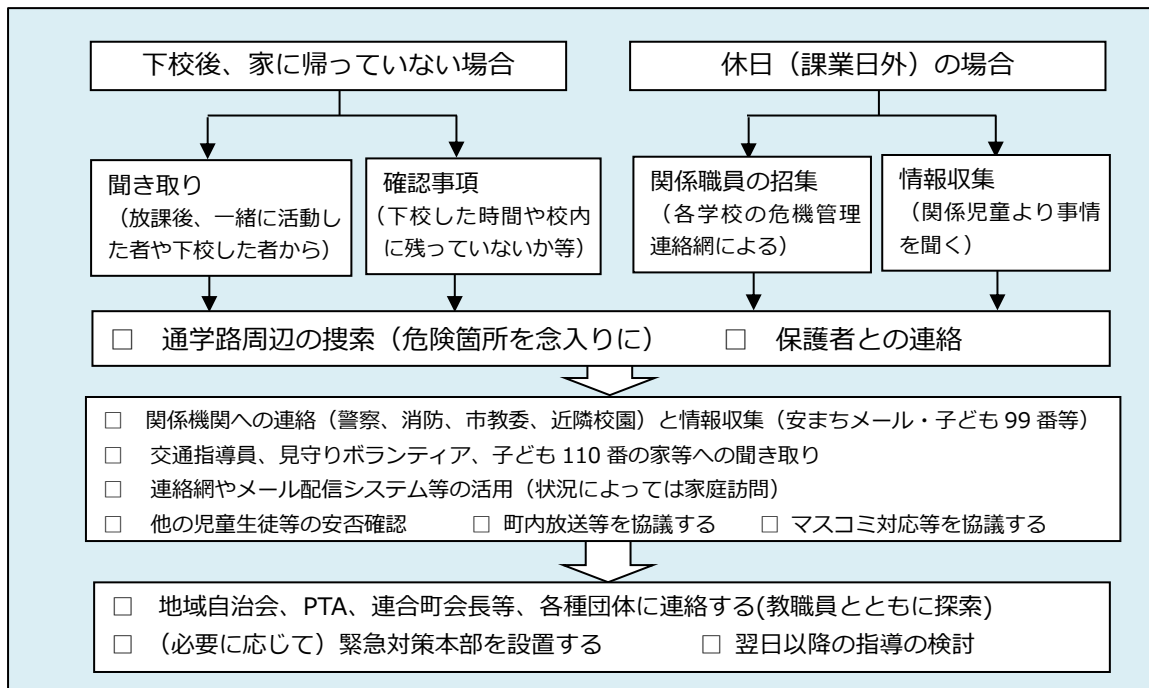 下校後、家に帰っていない場合
休日（課業日外）の場合
聞き取り
（放課後、一緒に活動し
た者や下校した者から）
確認事項
（下校した時間や校内
に残っていないか等）
関係職員の招集
（各学校の危機管理
連絡網による）
情報収集
（関係児童より事情
を聞く）
□ 通学路周辺の捜索（危険箇所を念入りに） □ 保護者との連絡
□ 関係機関への連絡（警察、消防、市教委、近隣校園）と情報収集（安まちメール・子ども 99 番等）
□ 交通指導員、見守りボランティア、子ども 110 番の家等への聞き取り
□ 連絡網やメール配信システム等の活用（状況によっては家庭訪問）
□ 他の児童生徒等の安否確認 □ 町内放送等を協議する □ マスコミ対応等を協議する
□ 地域自治会、PTA、連合町会長等、各種団体に連絡する(教職員とともに探索)
□ （必要に応じて）緊急対策本部を設置する □ 翌日以降の指導の検討